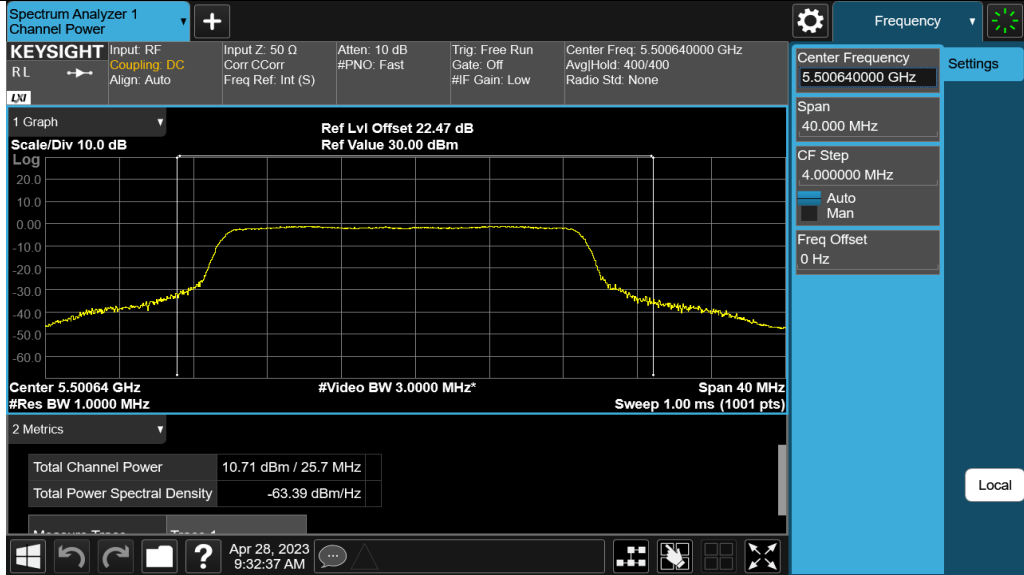 Spectrum Analyzer 1
Channel Power
+
Frequency
KEYSIGHT
R L
LXI
Input: RF
Coupling: DC
Align: Auto
Input Z: 50 Ω
Corr CCorr
Freq Ref: Int (S)
Atten: 10 dB
#PNO: Fast
Trig: Free Run
Gate: Off
#IF Gain: Low
Center Freq: 5.500640000 GHz
Avg|Hold: 400/400
Radio Std: None
Center Frequency
5.500640000 GHz
Settings
Span
40.000 MHz
CF Step
4.000000 MHz
Auto
Man
Freq Offset
0 Hz
Local
1 Graph
Scale/Div 10.0 dB
Ref Lvl Offset 22.47 dB
Ref Value 30.00 dBm
Log
20.0
10.0
0.00
-10.0
-20.0
-30.0
-40.0
-50.0
-60.0
Center 5.50064 GHz
#Video BW 3.0000 MHz*
Span 40 MHz
#Res BW 1.0000 MHz
Sweep 1.00 ms (1001 pts)
2 Metrics
Total Channel Power 10.71 dBm / 25.7 MHz
Total Power Spectral Density -63.39 dBm/Hz
Measure Trace Trace 1
?
Apr 28, 2023
9:32:37 AM